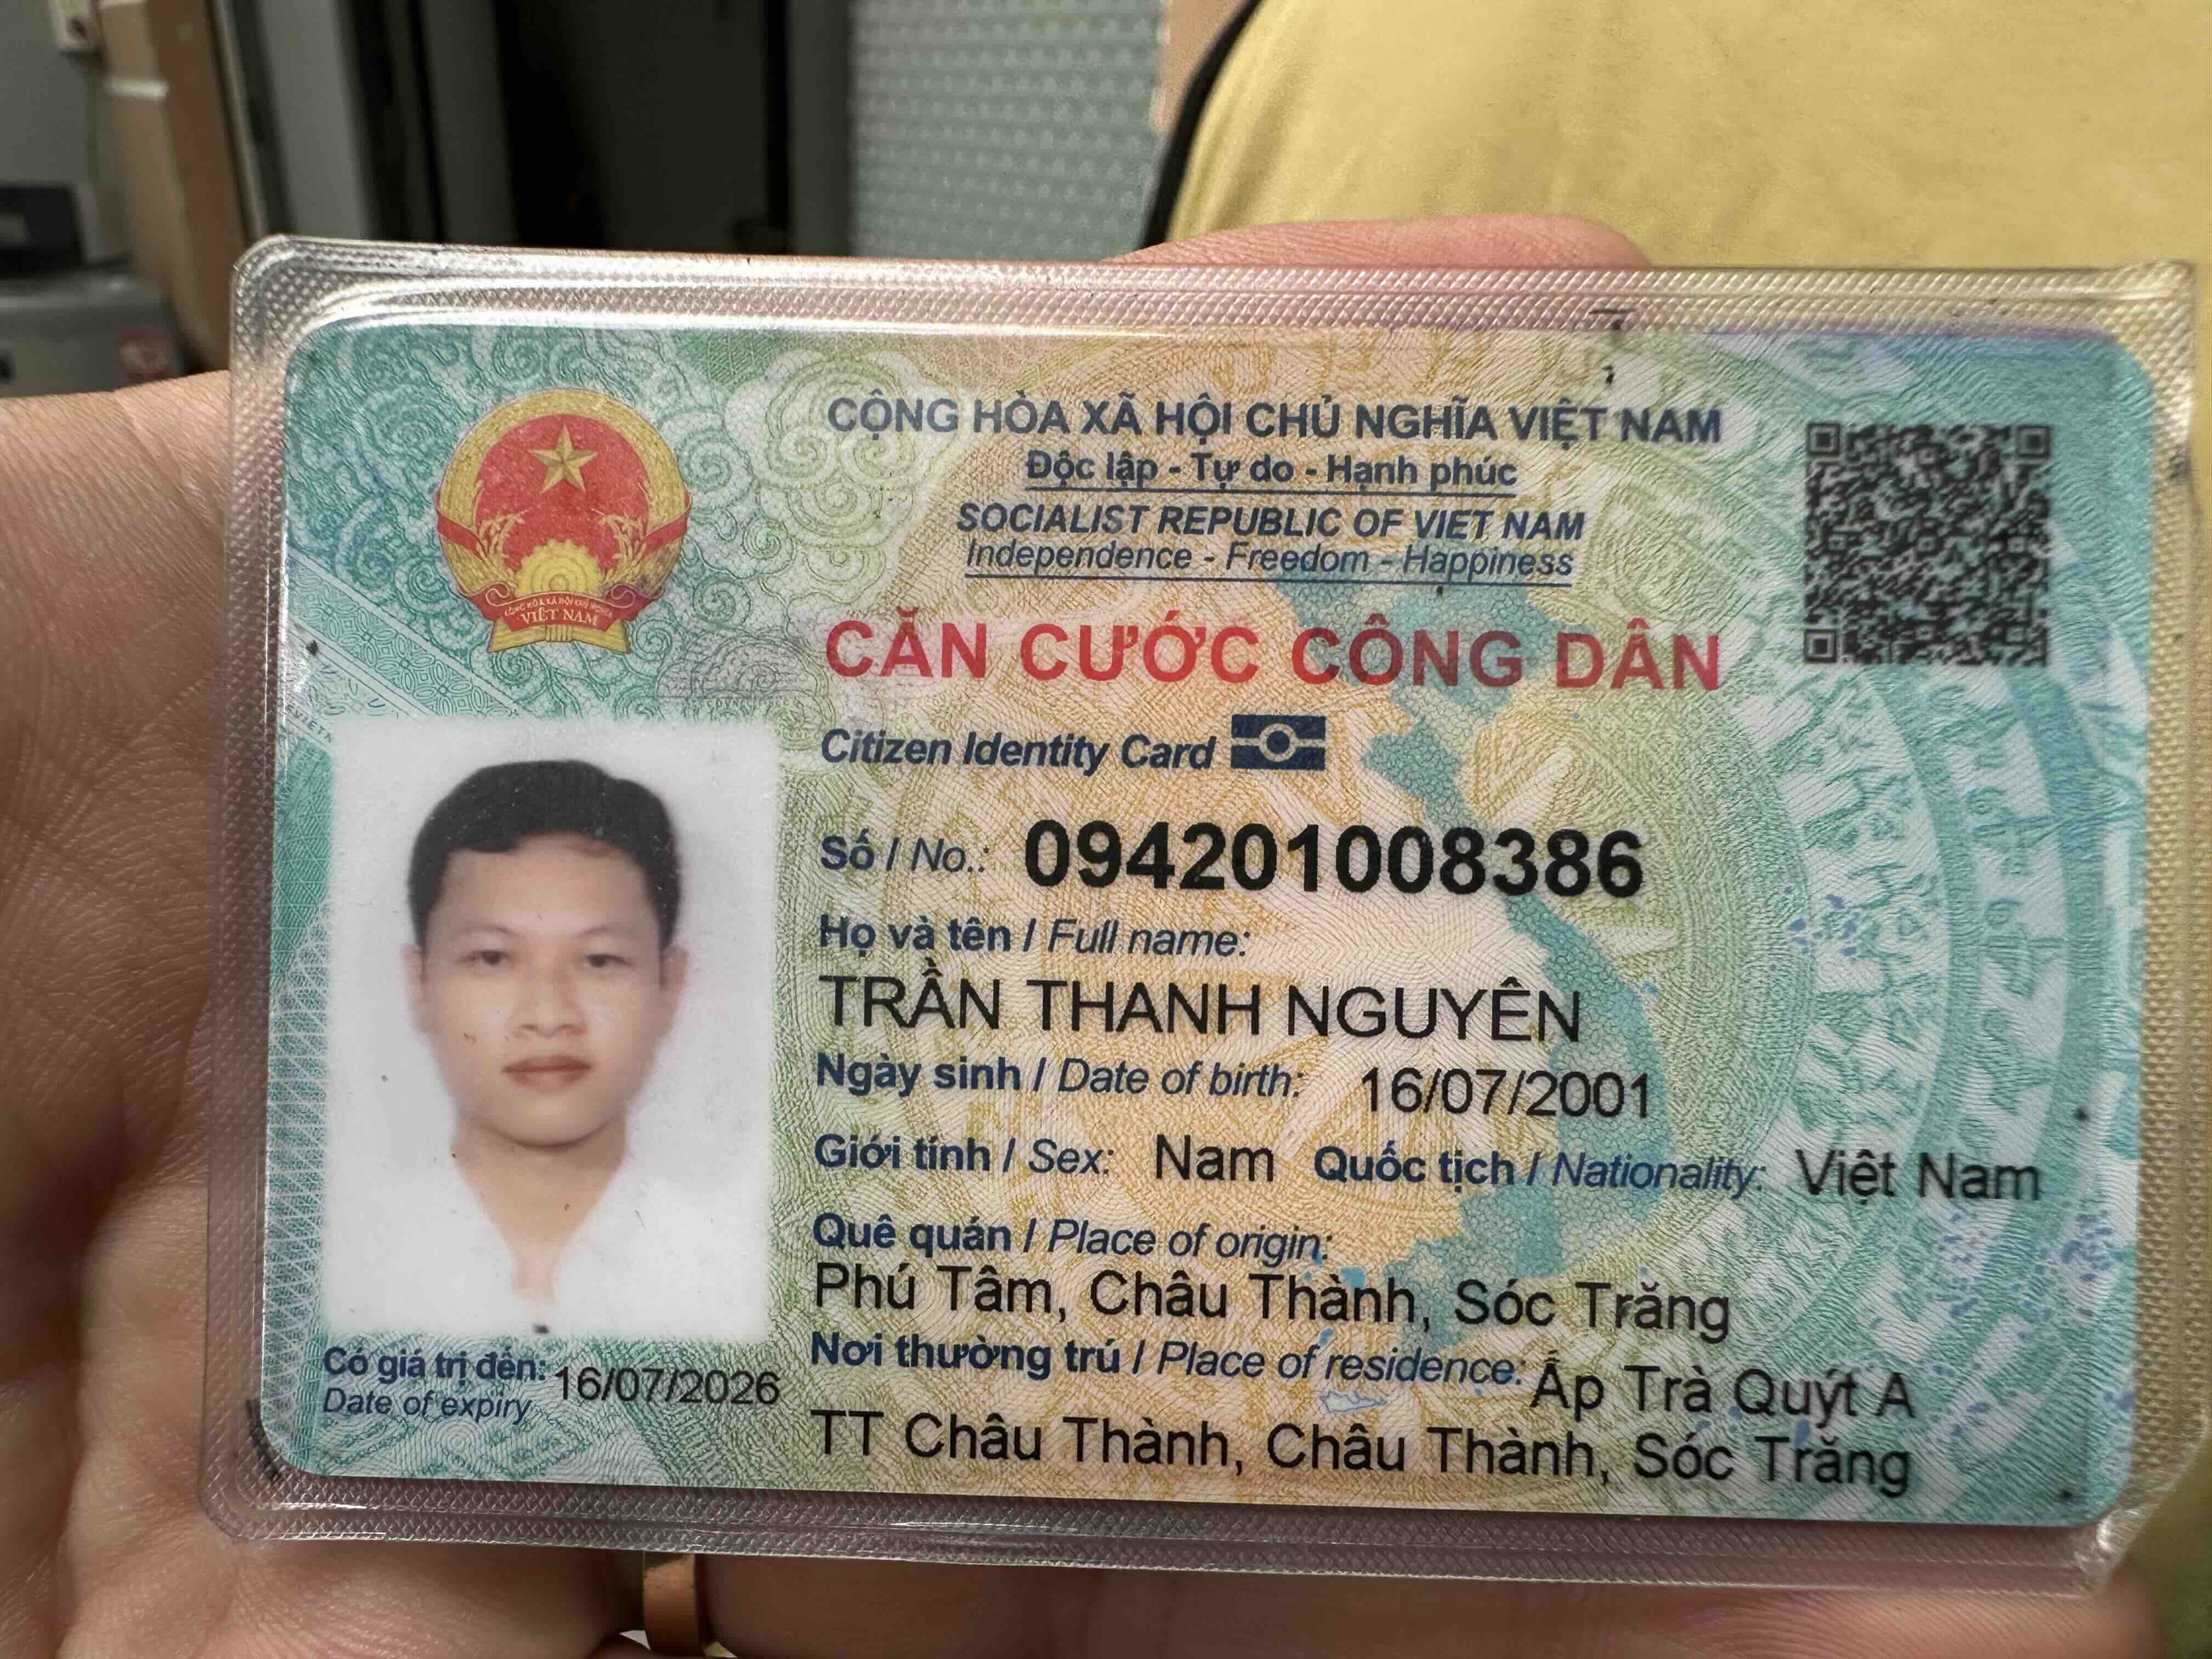 CỘNG HÒA XÃ HỘI CHỦ NGHĨA VIỆT NAM
Độc lập - Tự do - Hạnh phúc
SOCIALIST REPUBLIC OF VIET NAM
Independence - Freedom - Happiness
VIỆT NAM
CĂN CƯỚC CÔNG DÂN
Citizen Identity Card
Số / No.: 094201008386
Họ và tên / Full name:
TRẦN THANH NGUYÊN
Ngày sinh / Date of birth: 16/07/2001
Giới tính / Sex: Nam Quốc tịch / Nationality: Việt Nam
Quê quán / Place of origin:
Phú Tâm, Châu Thành, Sóc Trăng
Nơi thường trú / Place of residence: Ấp Trà Quýt A
TT Châu Thành, Châu Thành, Sóc Trăng
Có giá trị đến: 16/07/2026
Date of expiry